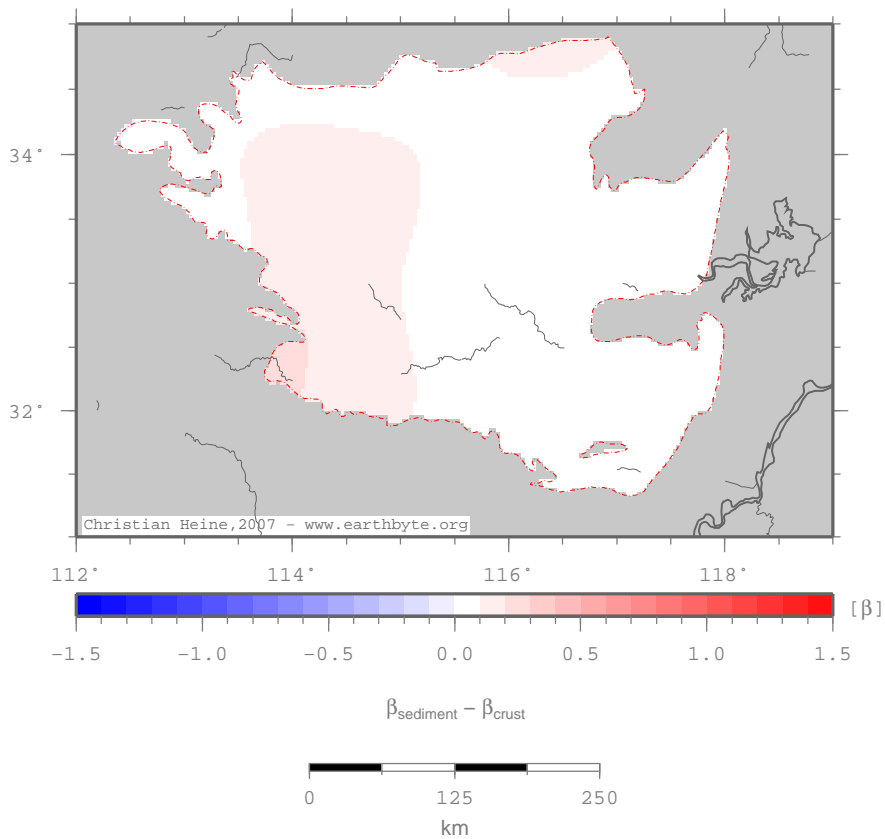 34°
32°
Christian Heine,2007 – www.earthbyte.org
112° 114° 116° 118°
[β]
−1.5 −1.0 −0.5 0.0 0.5 1.0 1.5
βsediment − βcrust
0 125 250
km